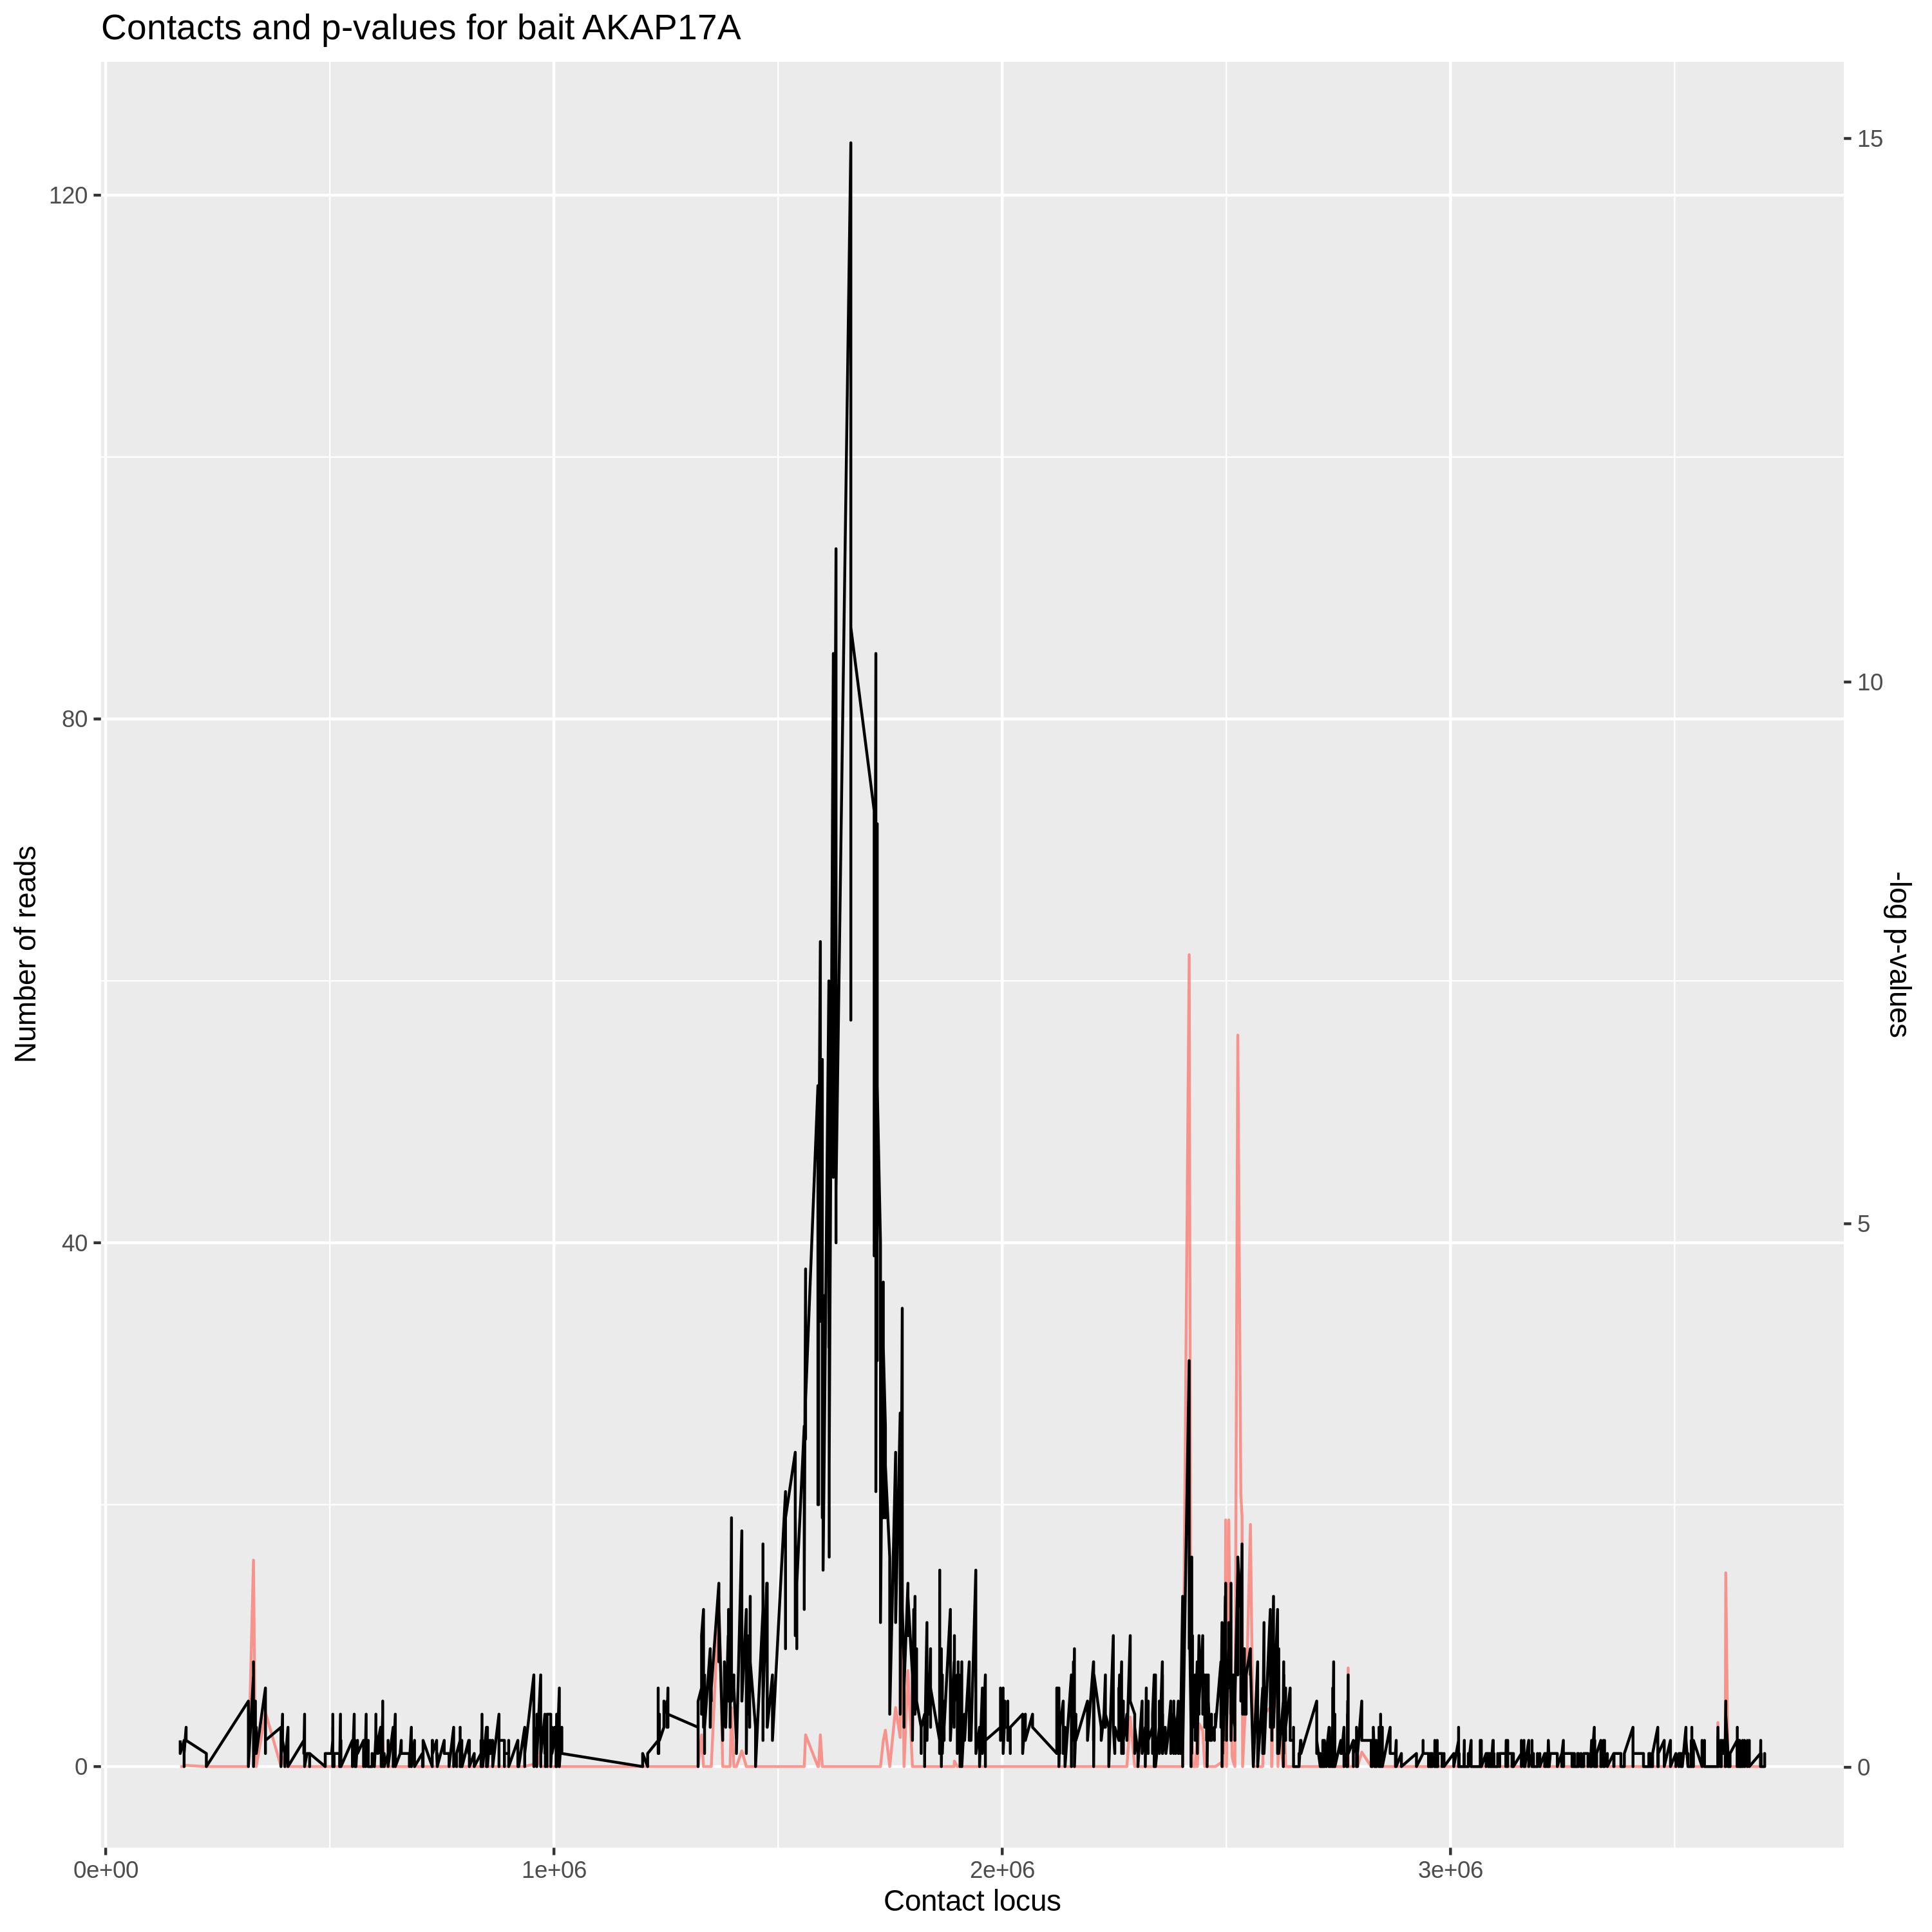 Contacts and p-values for bait AKAP17A
Number of reads
120
80
40
0
15
10
5
0
-log p-values
0e+00
1e+06
2e+06
3e+06
Contact locus